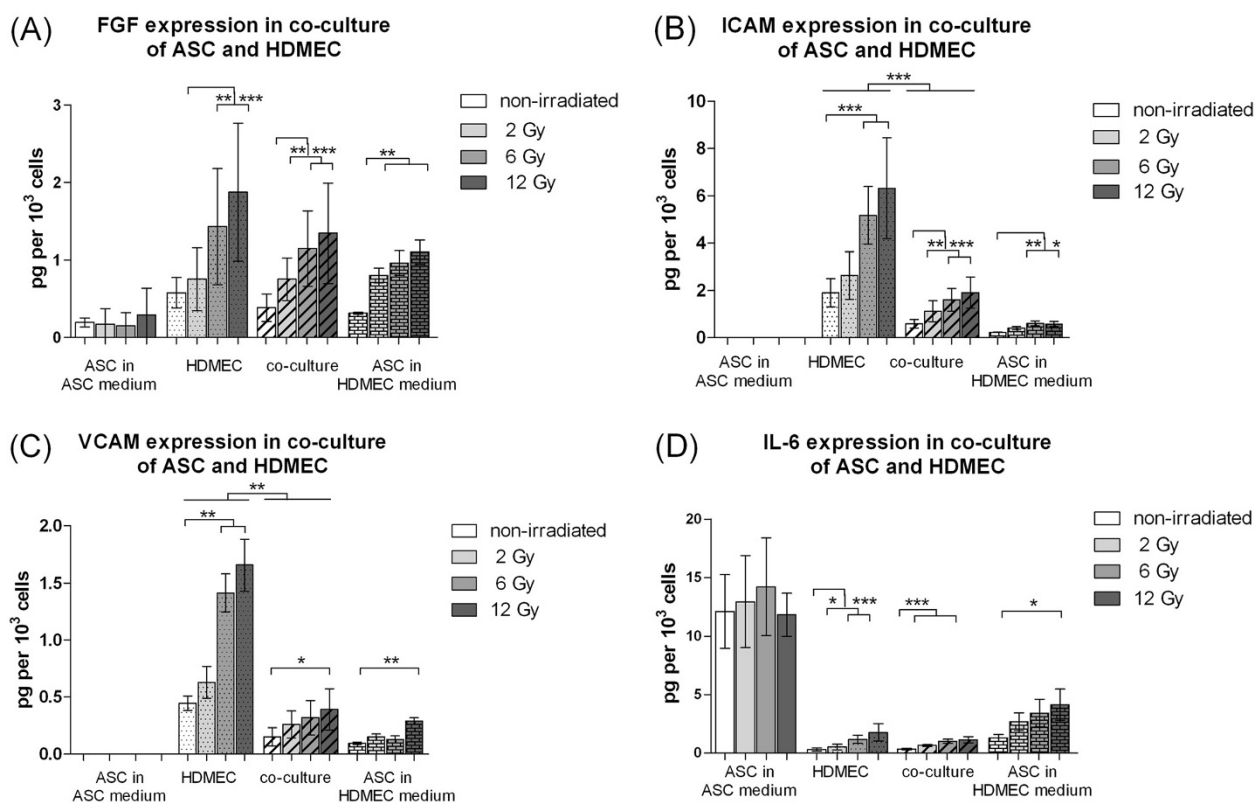 (A)
FGF expression in co-culture
of ASC and HDMEC
pg per 10³ cells
3
2
1
0
** ***
** ***
**
ASC in
ASC medium
HDMEC
co-culture
ASC in
HDMEC medium
non-irradiated
2 Gy
6 Gy
12 Gy
(B)
ICAM expression in co-culture
of ASC and HDMEC
pg per 10³ cells
10
8
6
4
2
0
***
***
** ***
** *
ASC in
ASC medium
HDMEC
co-culture
ASC in
HDMEC medium
non-irradiated
2 Gy
6 Gy
12 Gy
(C)
VCAM expression in co-culture
of ASC and HDMEC
pg per 10³ cells
2.0
1.5
1.0
0.5
0.0
**
**
*
**
ASC in
ASC medium
HDMEC
co-culture
ASC in
HDMEC medium
non-irradiated
2 Gy
6 Gy
12 Gy
(D)
IL-6 expression in co-culture
of ASC and HDMEC
pg per 10³ cells
20
15
10
5
0
* ***
***
*
ASC in
ASC medium
HDMEC
co-culture
ASC in
HDMEC medium
non-irradiated
2 Gy
6 Gy
12 Gy